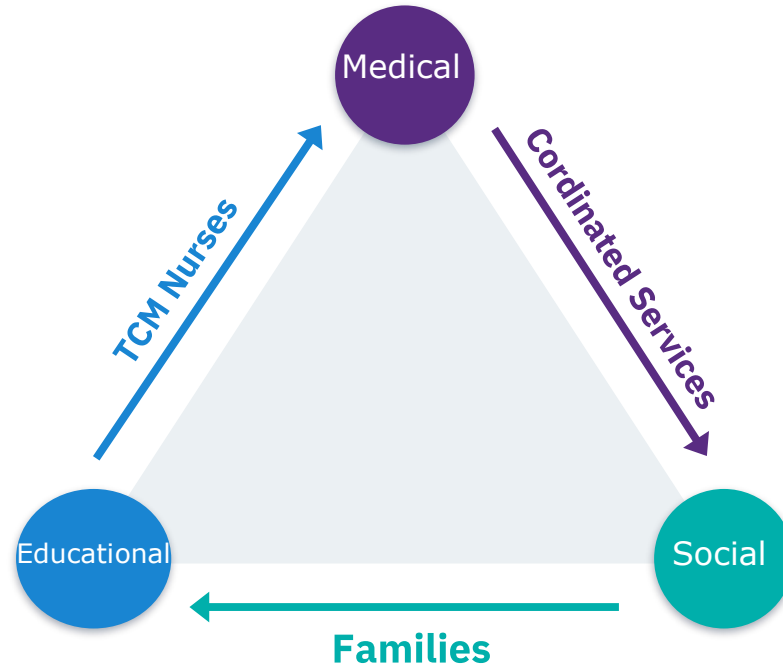 Medical
TCM Nurses
Cordinated Services
Educational
Social
Families